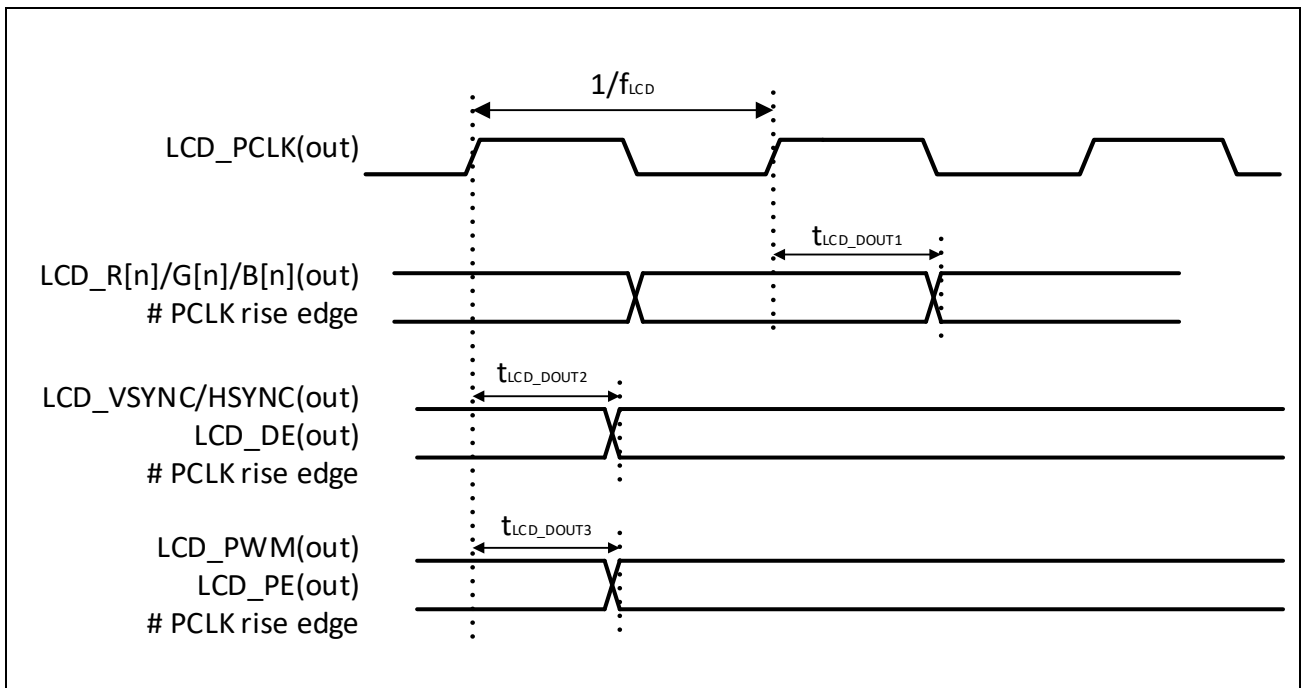 1/fLCD
LCD_PCLK(out)
tLCD_DOUT1
LCD_R[n]/G[n]/B[n](out)
# PCLK rise edge
tLCD_DOUT2
LCD_VSYNC/HSYNC(out)
LCD_DE(out)
# PCLK rise edge
tLCD_DOUT3
LCD_PWM(out)
LCD_PE(out)
# PCLK rise edge